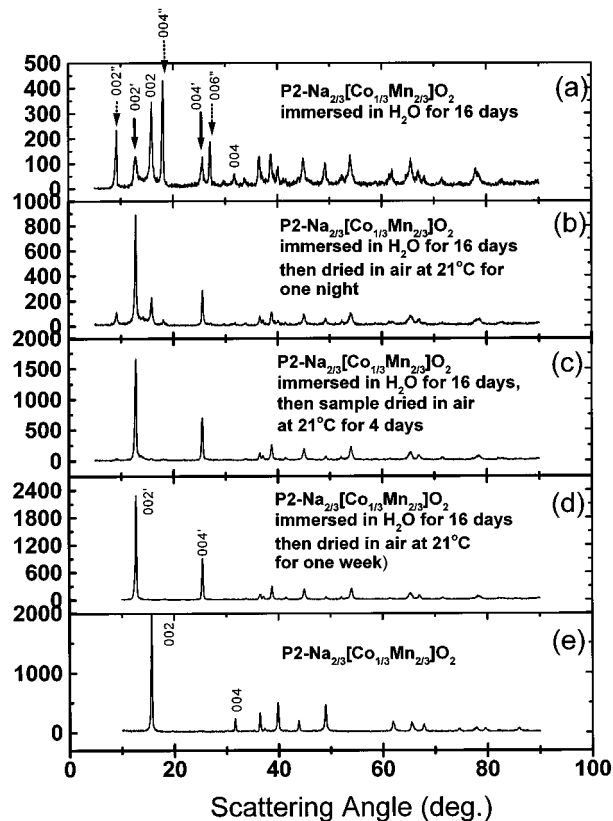 002"
002'
002
004"
004'
006"
004
500
400
300
200
100
0
(a)
P2-Na2/3[Co1/3Mn2/3]O2
immersed in H2O for 16 days
1000
800
600
400
200
0
(b)
P2-Na2/3[Co1/3Mn2/3]O2
immersed in H2O for 16 days
then dried in air at 21°C for
one night
2000
1500
1000
500
0
(c)
P2-Na2/3[Co1/3Mn2/3]O2
immersed in H2O for 16 days,
then sample dried in air
at 21°C for 4 days
2400
1800
1200
600
0
002'
004'
(d)
P2-Na2/3[Co1/3Mn2/3]O2
immersed in H2O for 16 days
then dried in air at 21°C
for one week)
2000
1000
0
002
004
(e)
P2-Na2/3[Co1/3Mn2/3]O2
0 20 40 60 80 100
Scattering Angle (deg.)